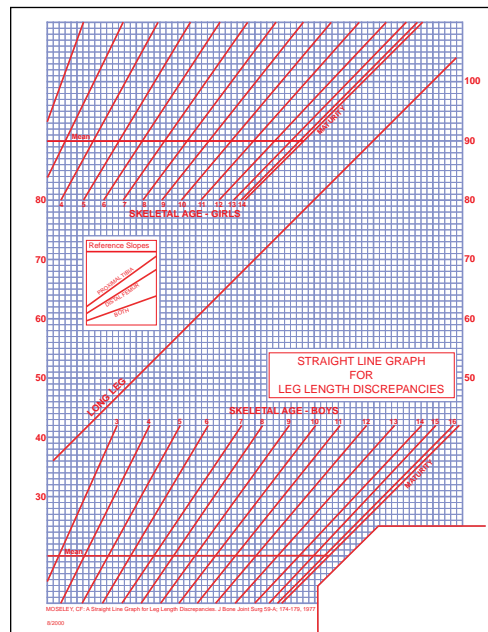 100
MATURITY
Mean
90
90
80
4 5 6 7 8 9 10 11 12 13 14
80
SKELETAL AGE - GIRLS
Reference Slopes
70
70
PROXIMAL TIBIA
DISTAL FEMUR
BOTH
60
60
STRAIGHT LINE GRAPH
FOR
LEG LENGTH DISCREPANCIES
50
50
LONG LEG
SKELETAL AGE - BOYS
3 4 5 6 7 8 9 10 11 12 13 14 15 16
40
MATURITY
30
Mean
MOSELEY, CF: A Straight Line Graph for Leg Length Discrepancies. J Bone Joint Surg 59-A: 174-179, 1977
8/2000